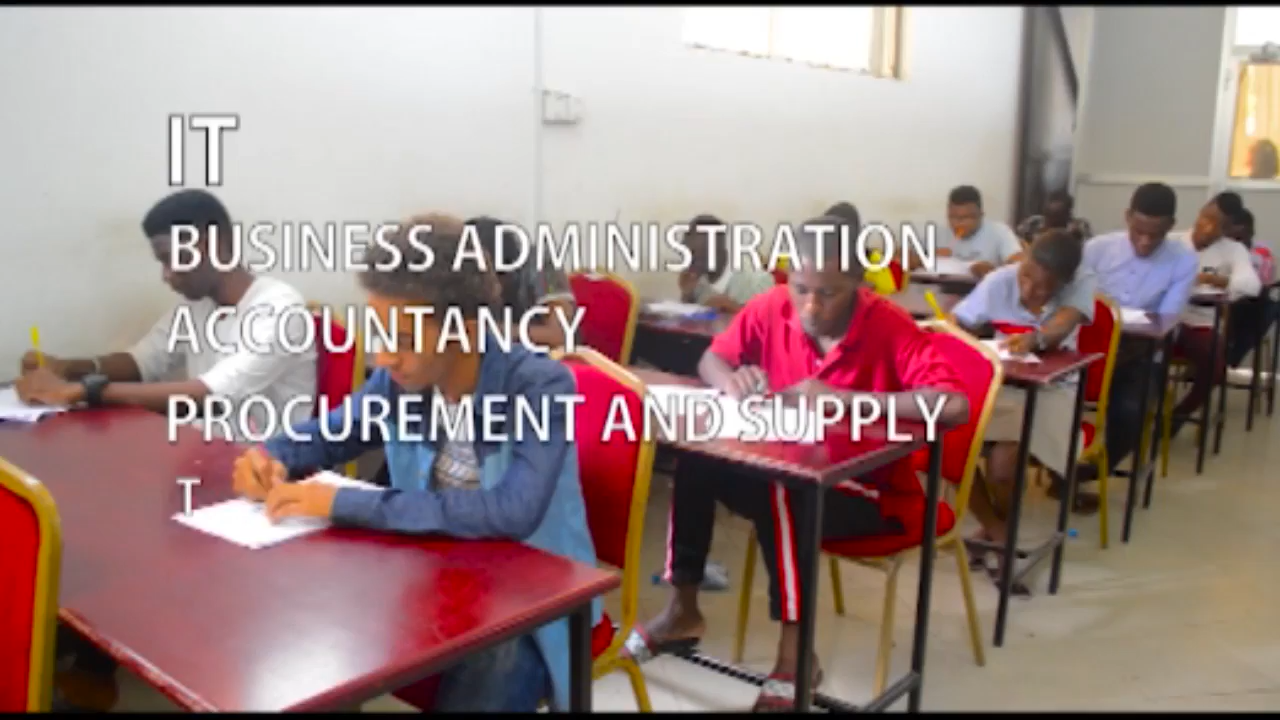 IT
BUSINESS ADMINISTRATION
ACCOUNTANCY
PROCUREMENT AND SUPPLY
T